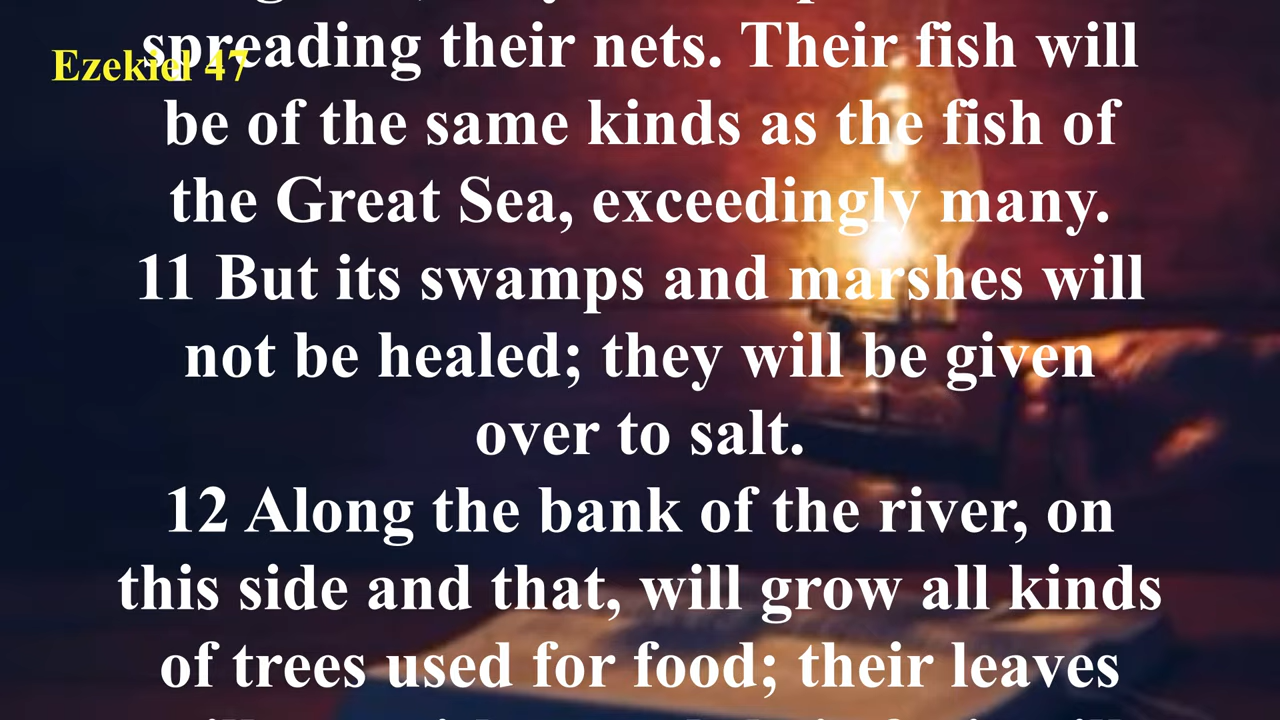 spreading their nets. Their fish will
Ezekiel 47
be of the same kinds as the fish of
the Great Sea, exceedingly many.
11 But its swamps and marshes will
not be healed; they will be given
over to salt.
12 Along the bank of the river, on
this side and that, will grow all kinds
of trees used for food; their leaves